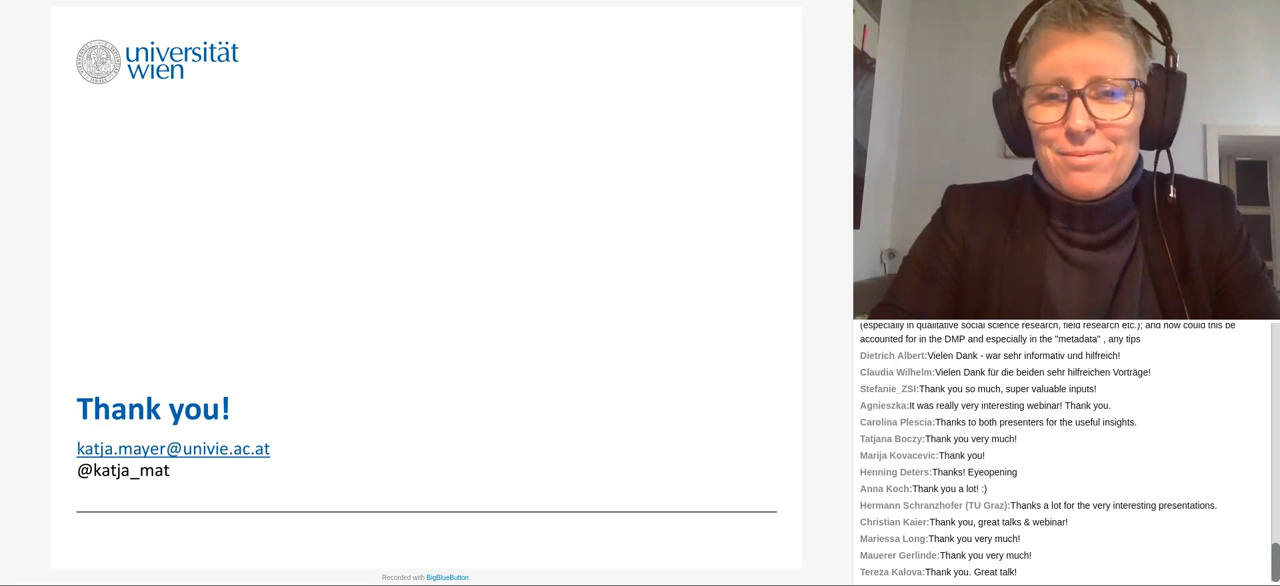 universität
wien
Thank you!
katja.mayer@univie.ac.at
@katja_mat
Recorded with BigBlueButton.
(especially in qualitative social science research, field research etc.); and how could this be
accounted for in the DMP and especially in the "metadata" , any tips
Dietrich Albert:Vielen Dank - war sehr informativ und hilfreich!
Claudia Wilhelm:Vielen Dank für die beiden sehr hilfreichen Vorträge!
Stefanie_ZSI:Thank you so much, super valuable inputs!
Agnieszka:It was really very interesting webinar! Thank you.
Carolina Plescia:Thanks to both presenters for the useful insights.
Tatjana Boczy:Thank you very much!
Marija Kovacevic:Thank you!
Henning Deters:Thanks! Eyeopening
Anna Koch:Thank you a lot! :)
Hermann Schranzhofer (TU Graz):Thanks a lot for the very interesting presentations.
Christian Kaier:Thank you, great talks & webinar!
Mariessa Long:Thank you very much!
Mauerer Gerlinde:Thank you very much!
Tereza Kalova:Thank you. Great talk!